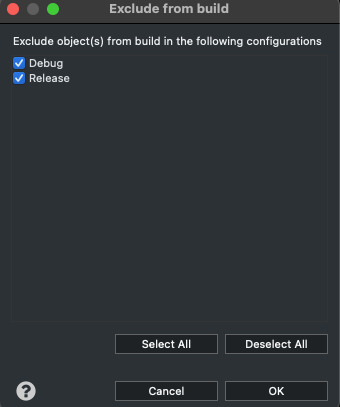 Exclude from build
Exclude object(s) from build in the following configurations
Debug
Release
Select All
Deselect All
?
Cancel
OK